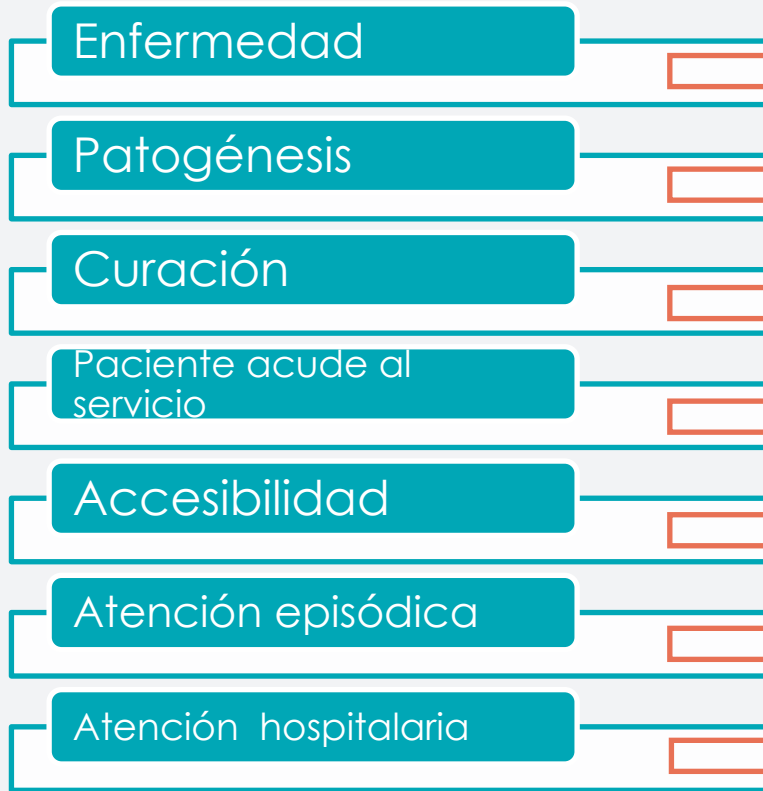 Enfermedad
Patogénesis
Curación
Paciente acude al
servicio
Accesibilidad
Atención episódica
Atención hospitalaria